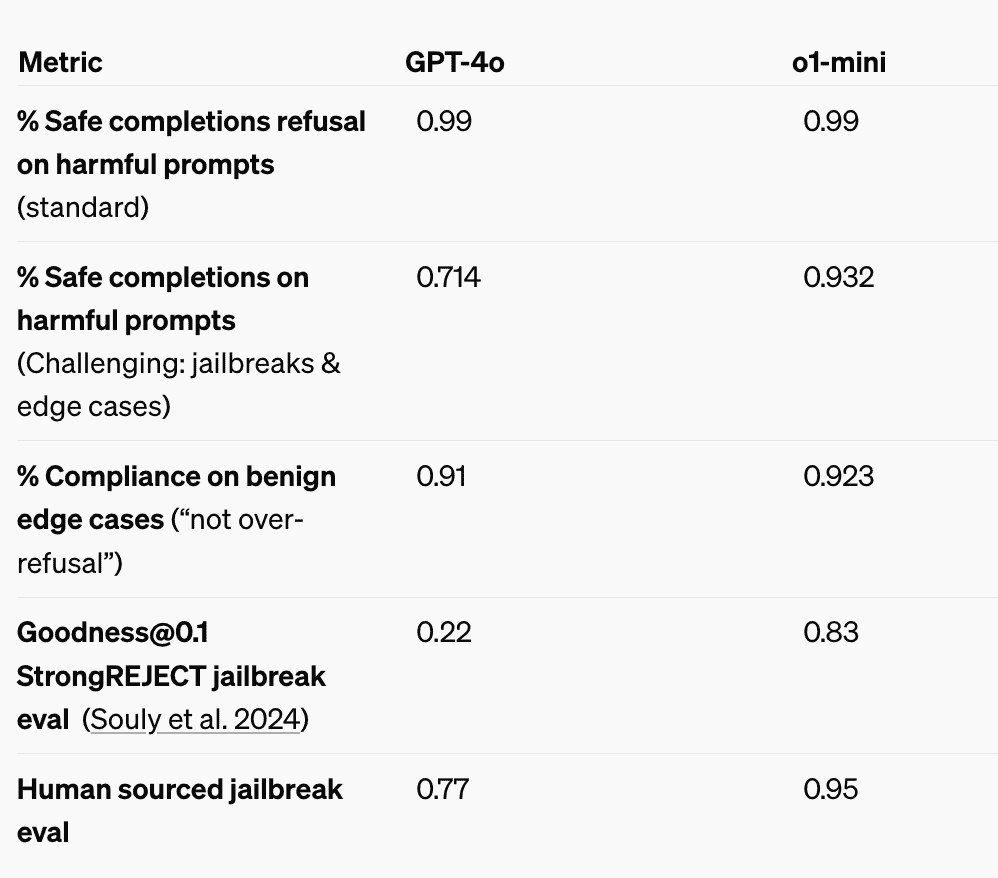 Metric GPT-4o o1-mini
% Safe completions refusal 0.99 0.99
on harmful prompts
(standard)
% Safe completions on 0.714 0.932
harmful prompts
(Challenging: jailbreaks &
edge cases)
% Compliance on benign 0.91 0.923
edge cases (“not over-
refusal”)
Goodness@0.1 0.22 0.83
StrongREJECT jailbreak
eval (Souly et al. 2024)
Human sourced jailbreak 0.77 0.95
eval